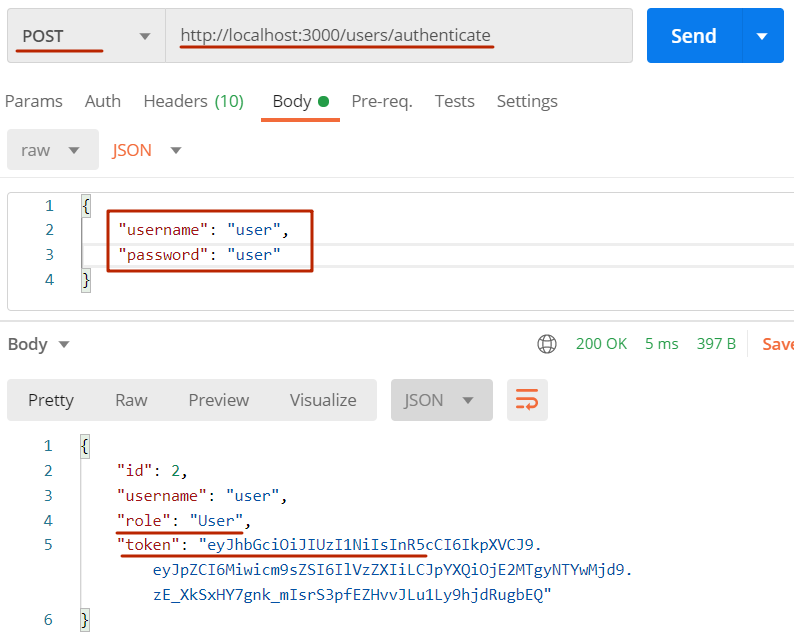 POST http://localhost:3000/users/authenticate Send
Params Auth Headers (10) Body Pre-req. Tests Settings
raw JSON
1 {
2 "username": "user",
3 "password": "user"
4 }
Body 200 OK 5 ms 397 B Save
Pretty Raw Preview Visualize JSON
1 {
2 "id": 2,
3 "username": "user",
4 "role": "User",
5 "token": "eyJhbGciOiJIUzI1NiIsInR5cCI6IkpXVCJ9.
eyJpZCI6Miwicm9sZSI6IlVzZXIiLCJpYXQiOjE2MTgyNTYwMjd9.
zE_XkSxHY7gnk_mIsrS3pfEZHvvJLu1Ly9hjdRugbEQ"
6 }